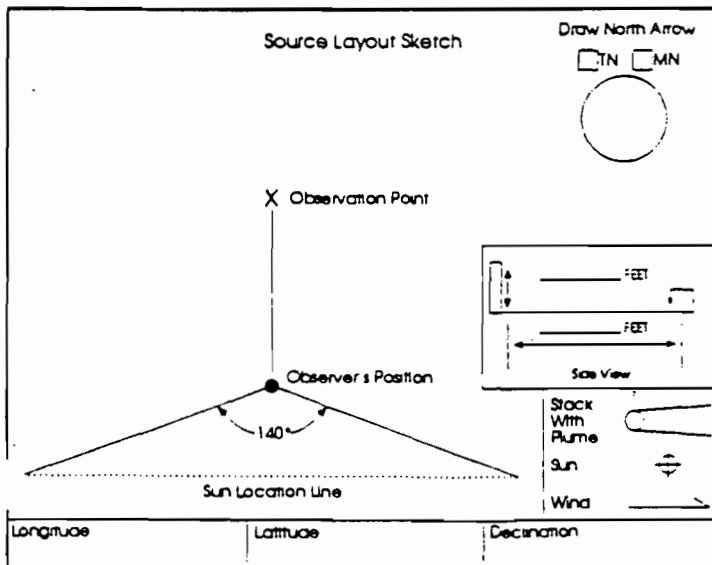 Source Layout Sketch
Draw North Arrow
TN MN
X Observation Point
FEET
FEET
Side View
Observer's Position
140°
Sun Location Line
Stack
With
Plume
Sun
Wind
Longitude Latitude Declination